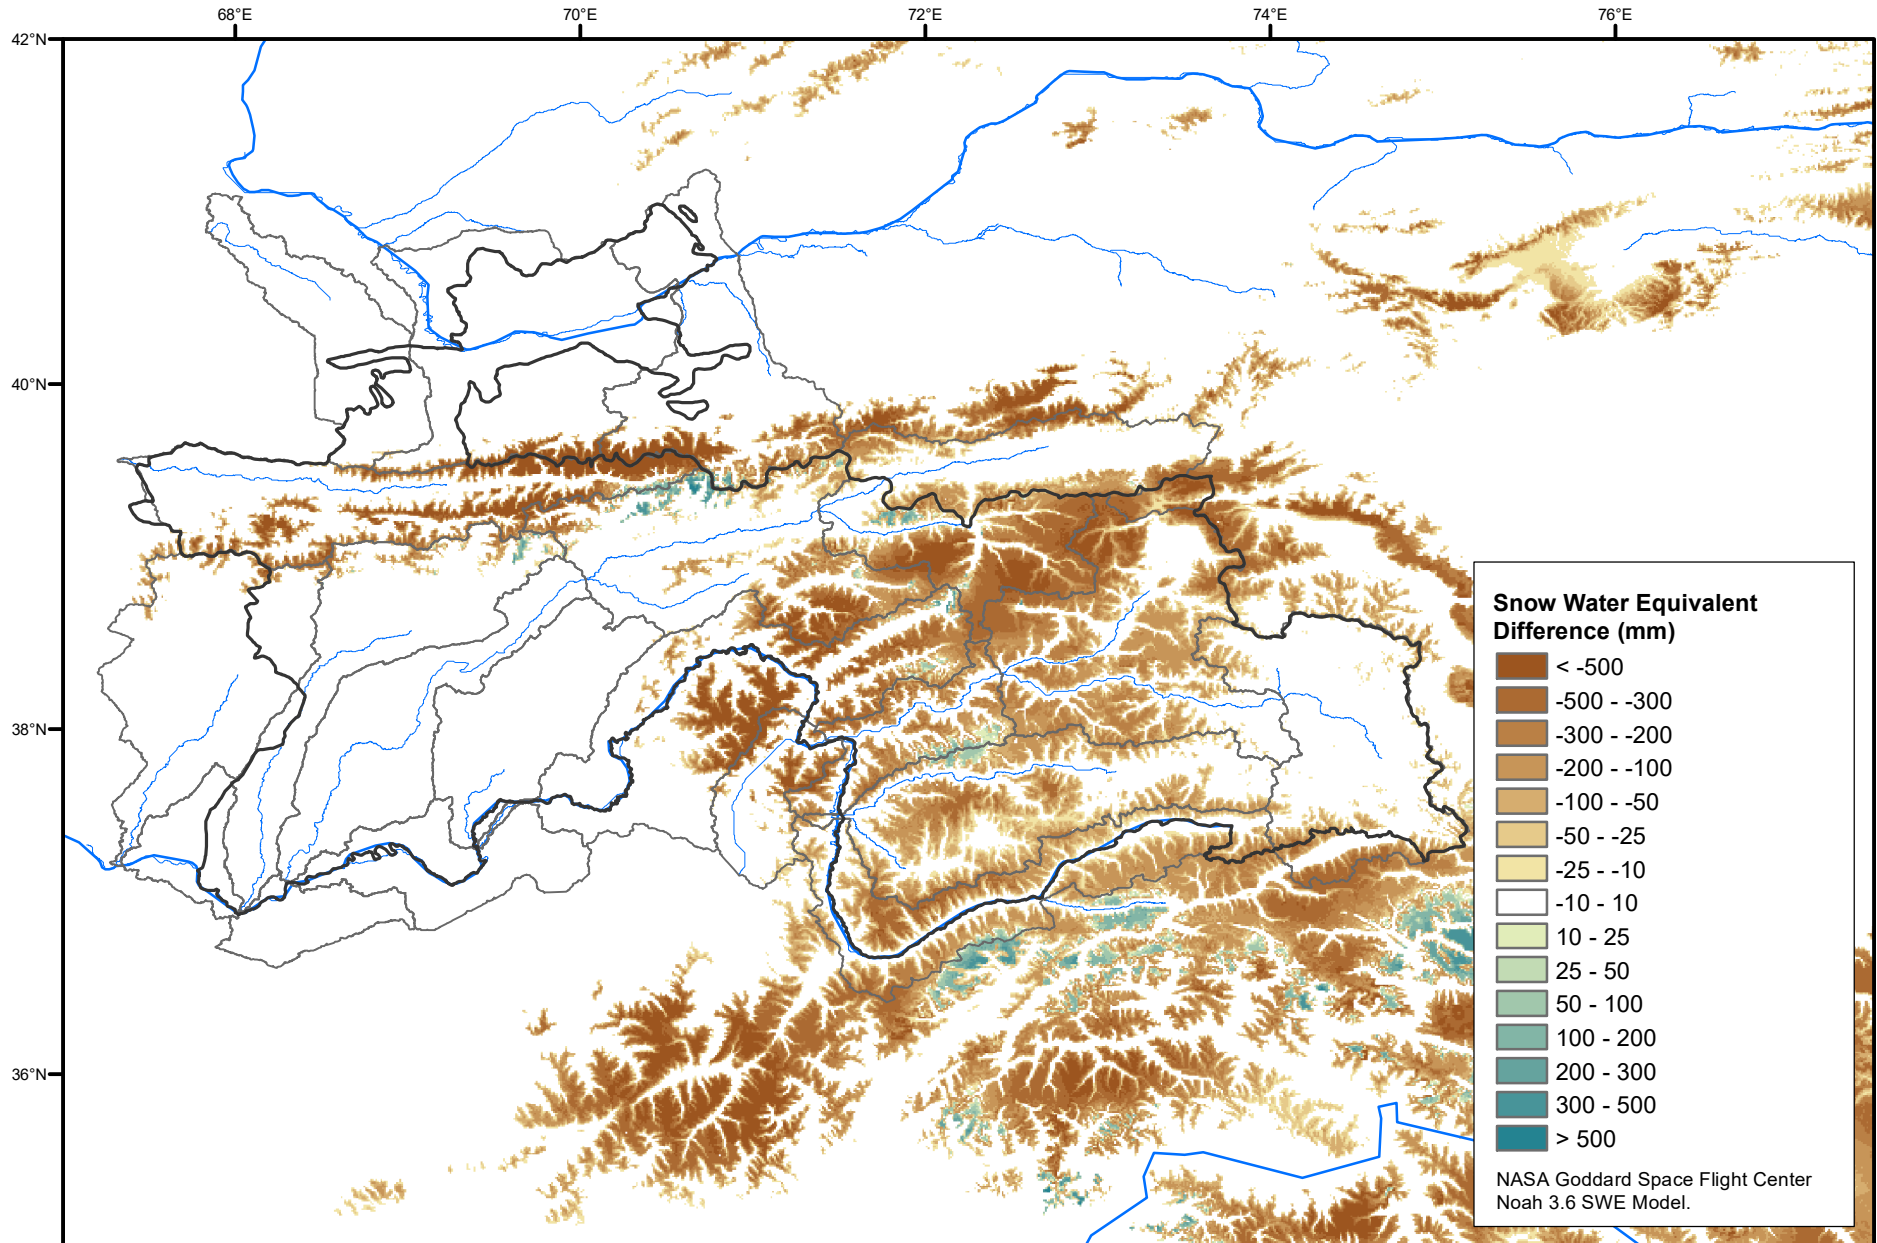 68°E
70°E
72°E
74°E
76°E
42°N
40°N
38°N
36°N
Snow Water Equivalent
Difference (mm)
< -500
-500 - -300
-300 - -200
-200 - -100
-100 - -50
-50 - -25
-25 - -10
-10 - 10
10 - 25
25 - 50
50 - 100
100 - 200
200 - 300
300 - 500
> 500
NASA Goddard Space Flight Center
Noah 3.6 SWE Model.